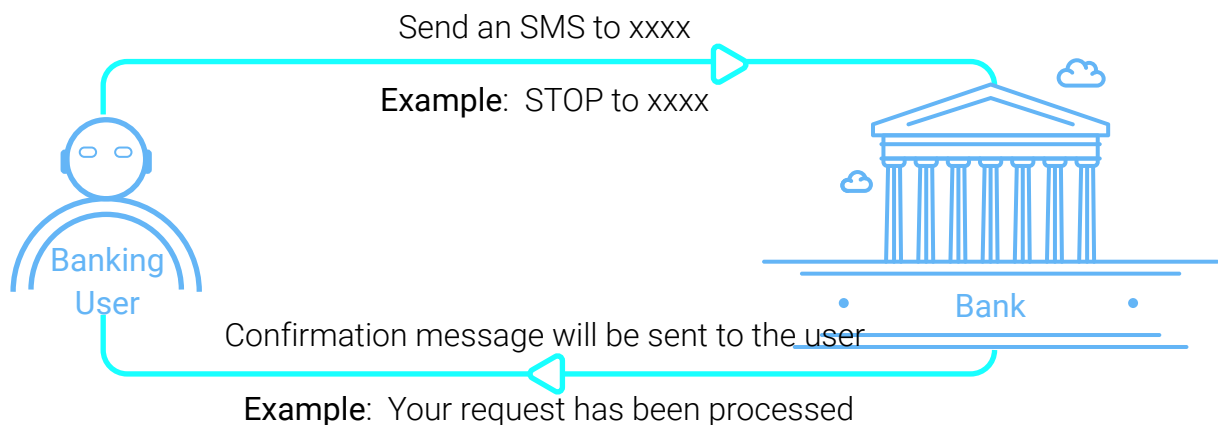 Send an SMS to xxxx
Example: STOP to xxxx
Banking
User
Bank
Confirmation message will be sent to the user
Example: Your request has been processed